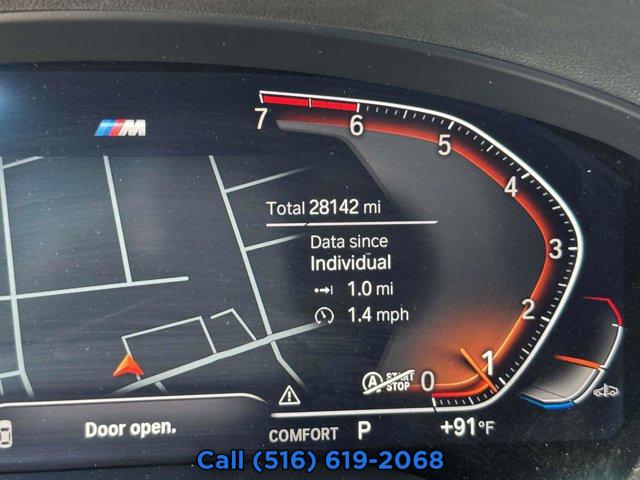 M
7
6
5
4
3
2
1
0
Total 28142 mi
Data since
Individual
1.0 mi
1.4 mph
A START
STOP
Door open.
COMFORT P +91°F
Call (516) 619-2068